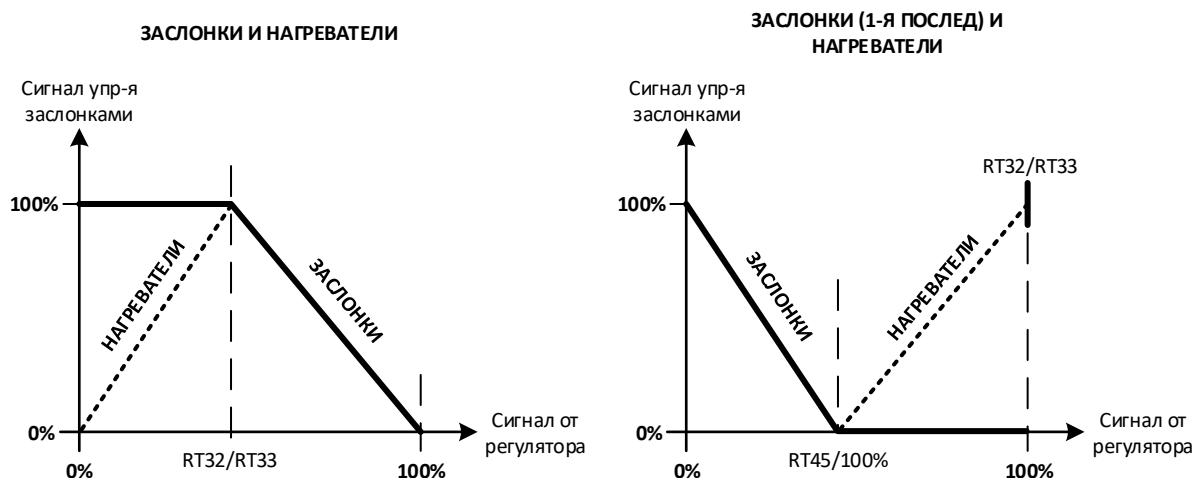 ЗАСЛОНКИ И НАГРЕВАТЕЛИ
Сигнал упр-я
заслонками
100%
НАГРЕВАТЕЛИ
ЗАСЛОНКИ
0%
Сигнал от
регулятора
0%
RT32/RT33
100%
ЗАСЛОНКИ (1-Я ПОСЛЕД) И
НАГРЕВАТЕЛИ
Сигнал упр-я
заслонками
RT32/RT33
100%
ЗАСЛОНКИ
НАГРЕВАТЕЛИ
0%
Сигнал от
регулятора
0%
RT45/100%
100%